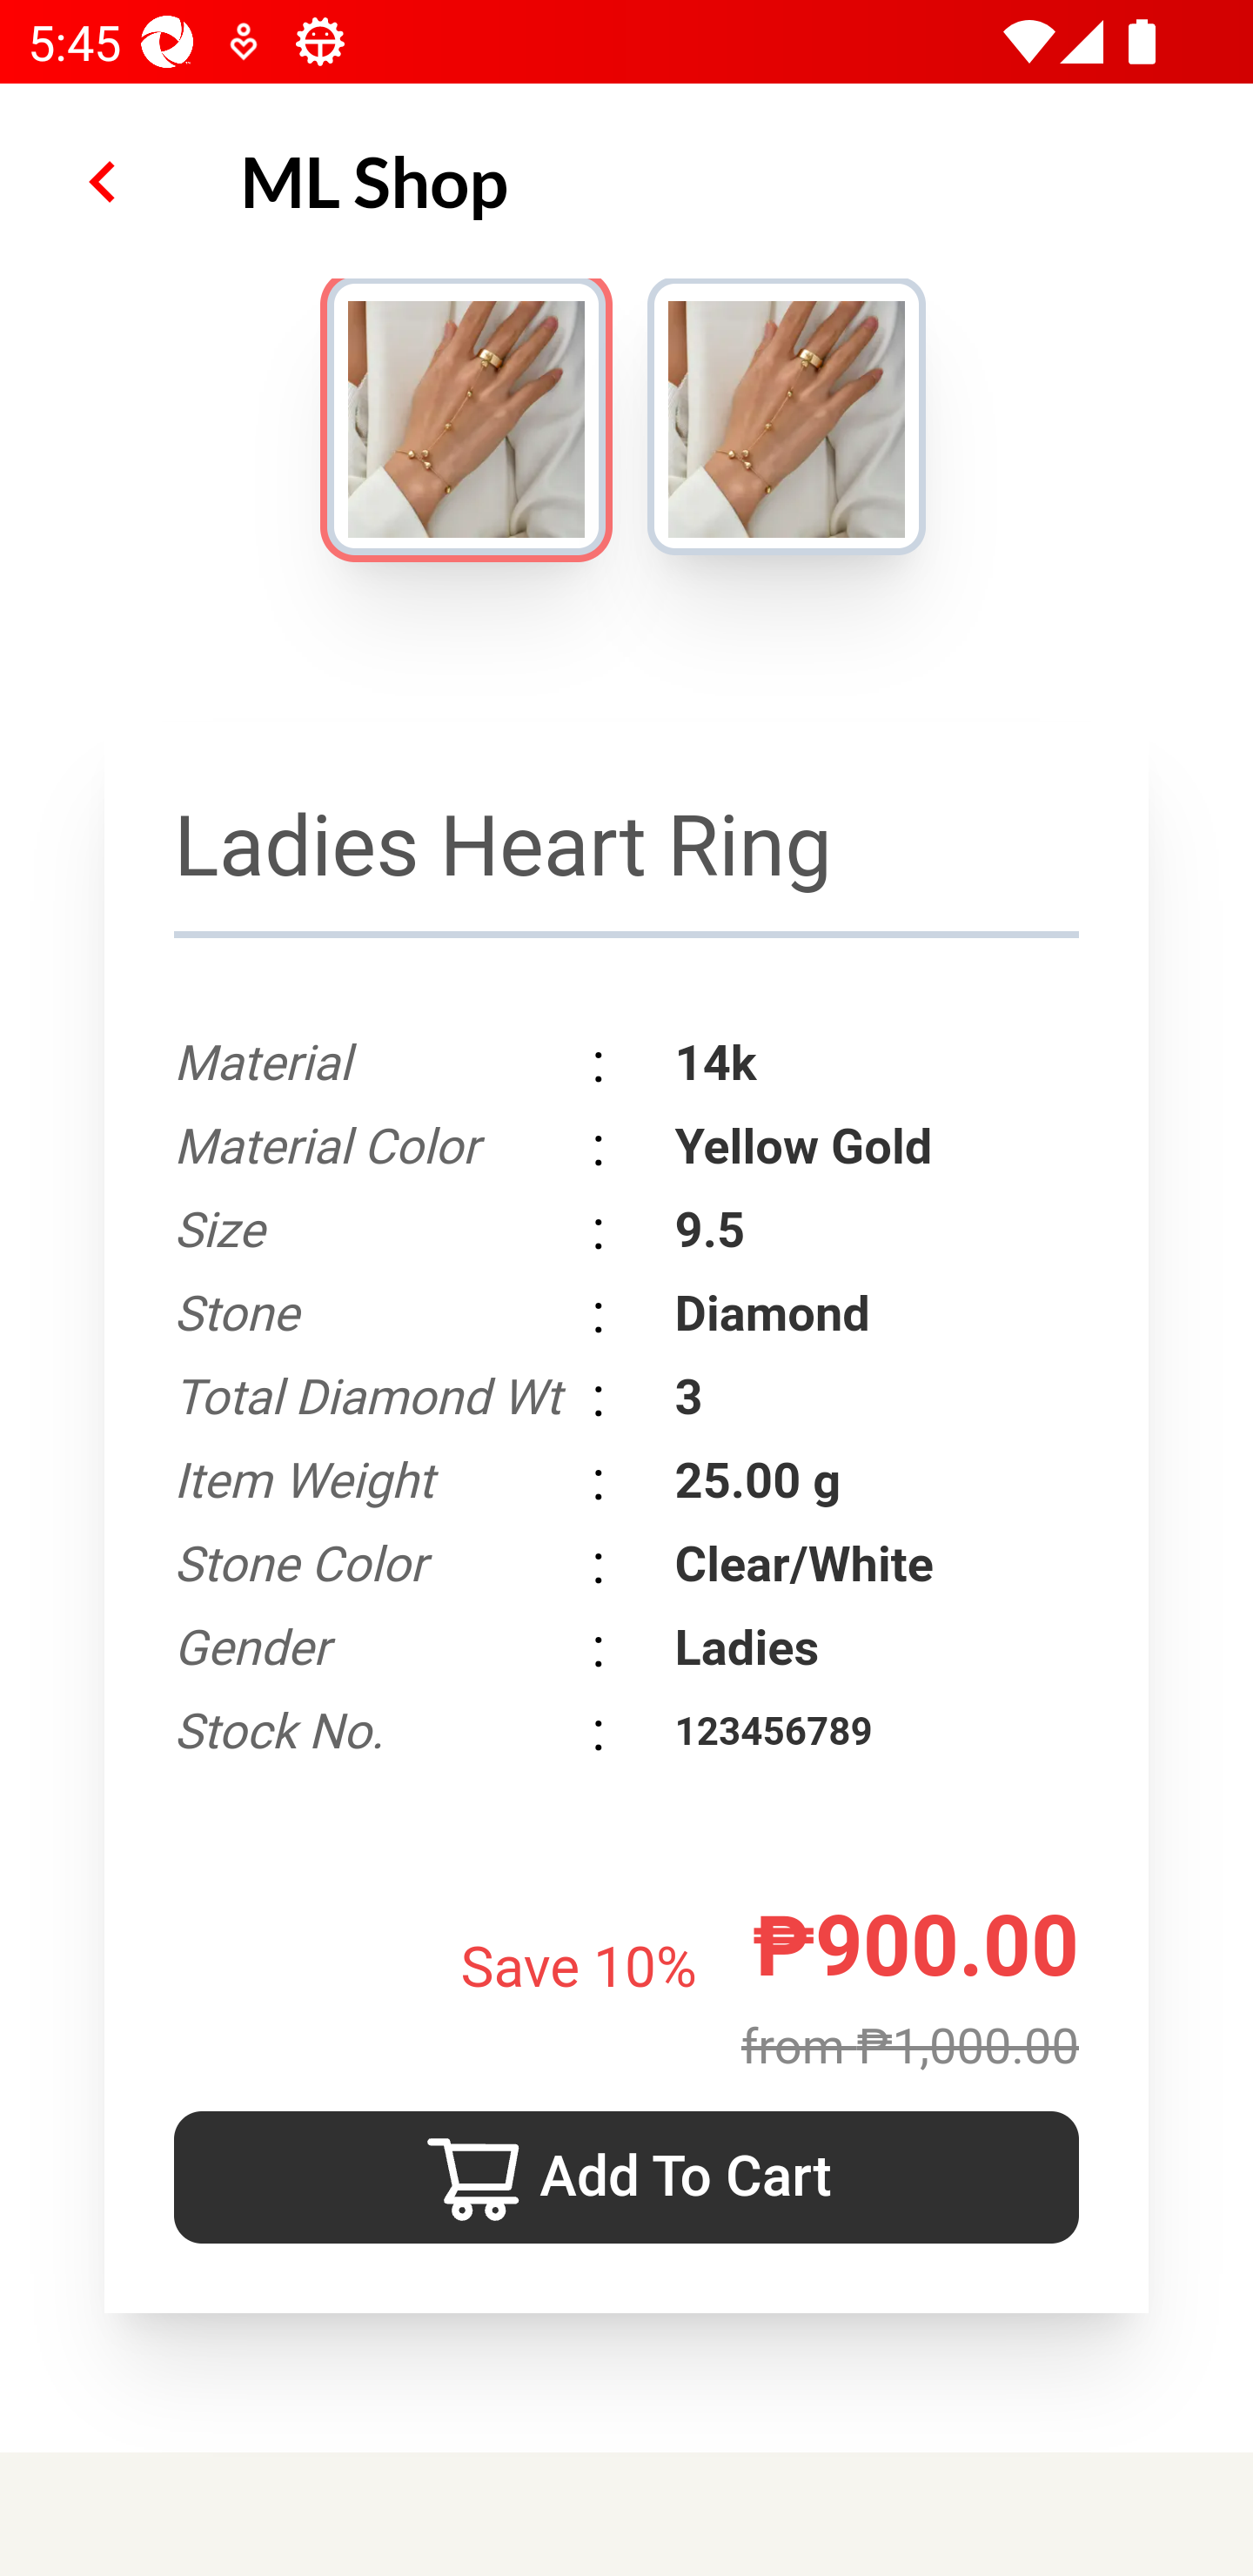 5:45
ML Shop
Ladies Heart Ring
Material : 14k
Material Color : Yellow Gold
Size : 9.5
Stone : Diamond
Total Diamond Wt : 3
Item Weight : 25.00 g
Stone Color : Clear/White
Gender : Ladies
Stock No. : 123456789
Save 10% ₱900.00
from ₱1,000.00
Add To Cart